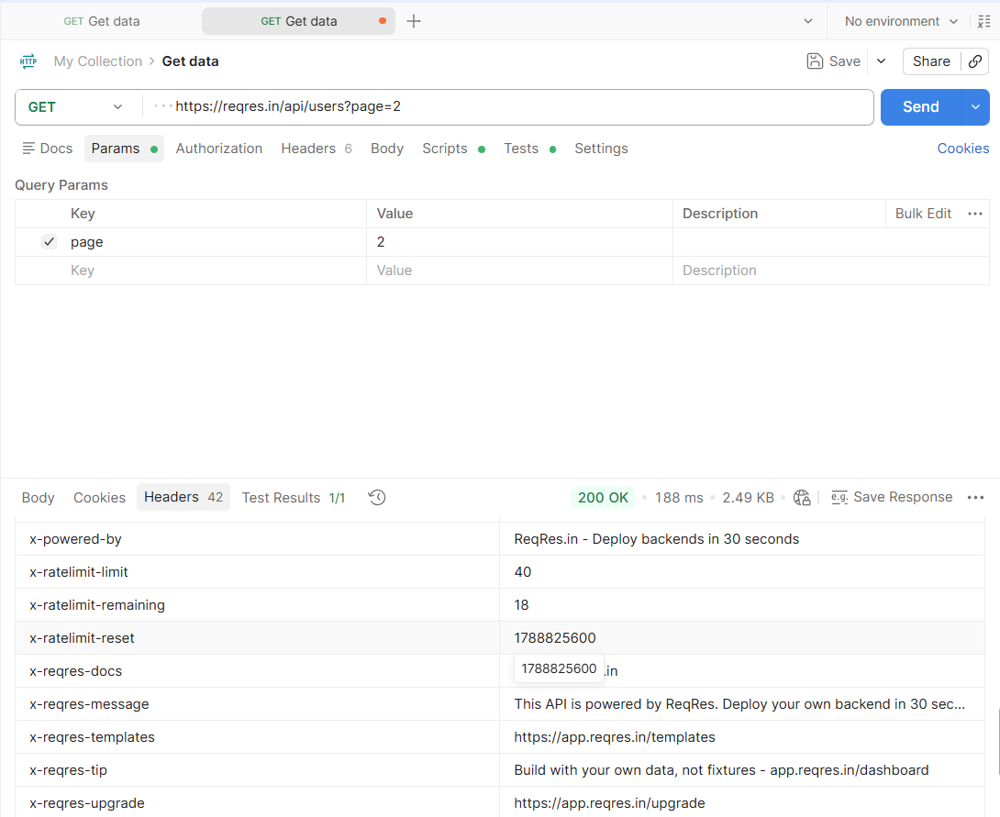 GET Get data GET Get data No environment
HTTP My Collection > Get data Save Share
GET https://reqres.in/api/users?page=2 Send
Docs Params Authorization Headers 6 Body Scripts Tests Settings Cookies
Query Params
Key Value Description Bulk Edit
page 2
Key Value Description
Body Cookies Headers 42 Test Results 1/1 200 OK 188 ms 2.49 KB e.g. Save Response
x-powered-by ReqRes.in - Deploy backends in 30 seconds
x-ratelimit-limit 40
x-ratelimit-remaining 18
x-ratelimit-reset 1788825600
x-reqres-docs 1788825600 .in
x-reqres-message This API is powered by ReqRes. Deploy your own backend in 30 sec...
x-reqres-templates https://app.reqres.in/templates
x-reqres-tip Build with your own data, not fixtures - app.reqres.in/dashboard
x-reqres-upgrade https://app.reqres.in/upgrade